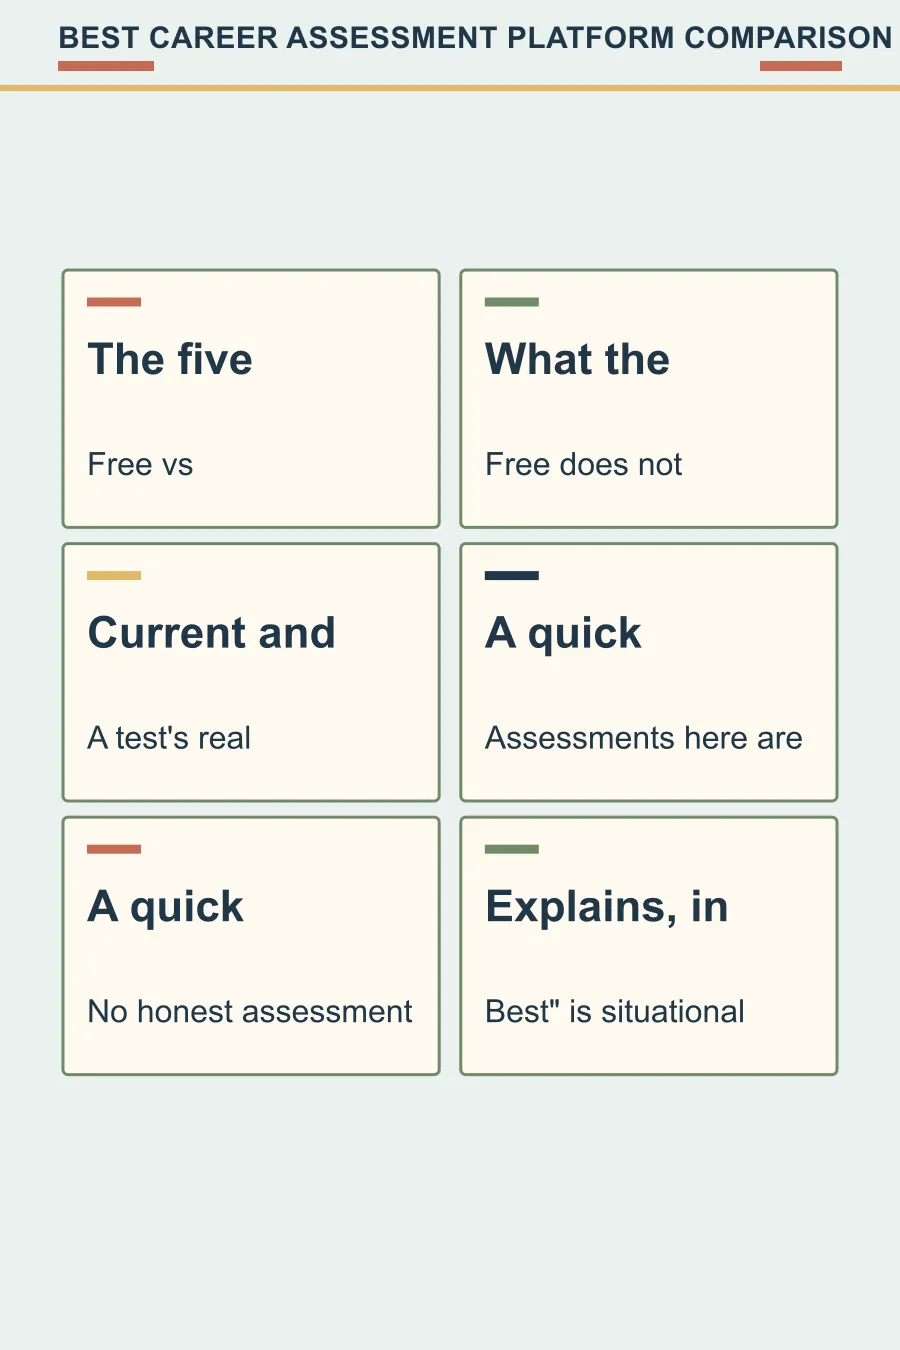 BEST CAREER ASSESSMENT PLATFORM COMPARISON
The five
Free vs
What the
Free does not
Current and
A test's real
A quick
Assessments here are
A quick
No honest assessment
Explains, in
Best" is situational